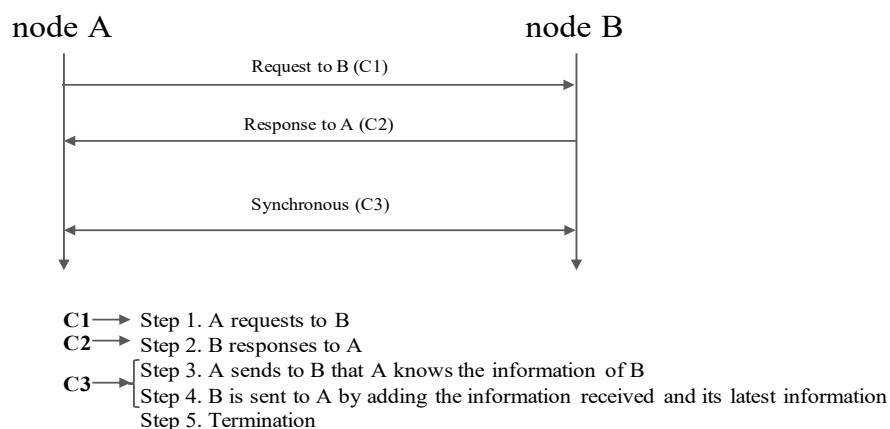 node A
node B
Request to B (C1)
Response to A (C2)
Synchronous (C3)
C1 Step 1. A requests to B
C2 Step 2. B responses to A
C3
Step 3. A sends to B that A knows the information of B
Step 4. B is sent to A by adding the information received and its latest information
Step 5. Termination